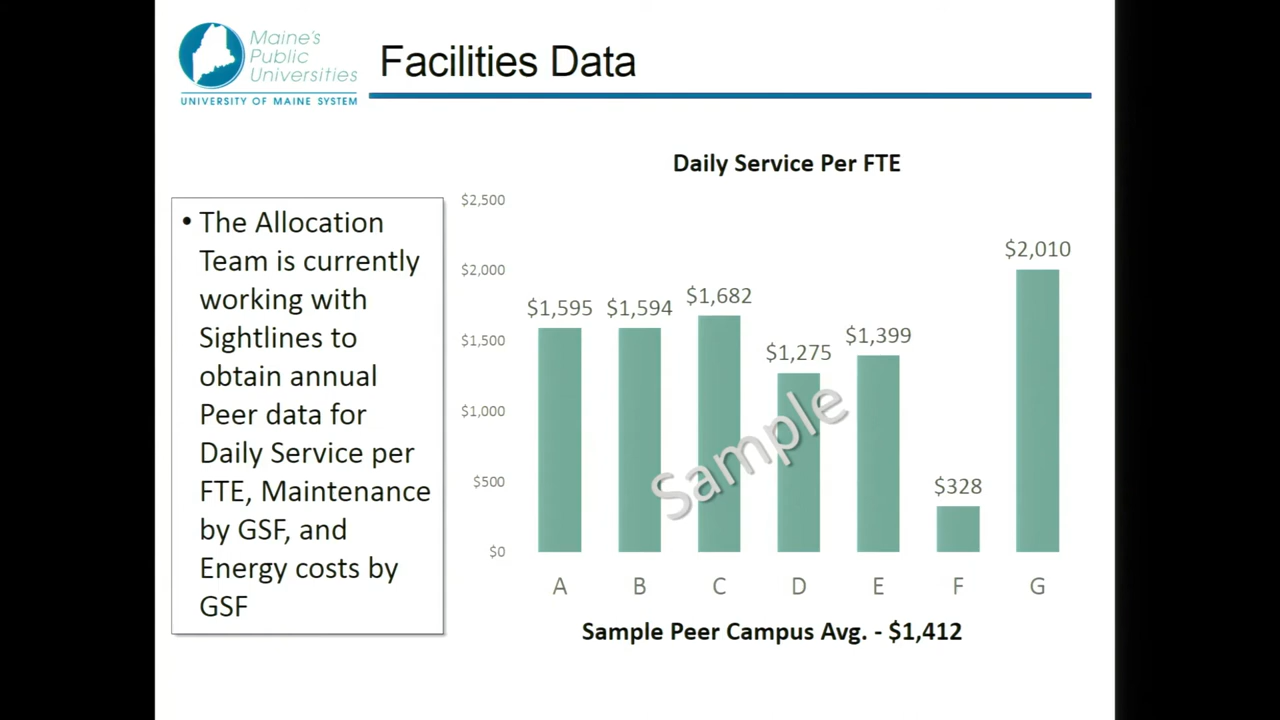 Maine's
Public
Universities
UNIVERSITY OF MAINE SYSTEM
Facilities Data
• The Allocation
Team is currently
working with
Sightlines to
obtain annual
Peer data for
Daily Service per
FTE, Maintenance
by GSF, and
Energy costs by
GSF
Daily Service Per FTE
$2,500
$2,000
$1,500
$1,000
$500
$0
$1,595
$1,594
$1,682
$1,275
$1,399
$328
$2,010
Sample
A B C D E F G
Sample Peer Campus Avg. - $1,412